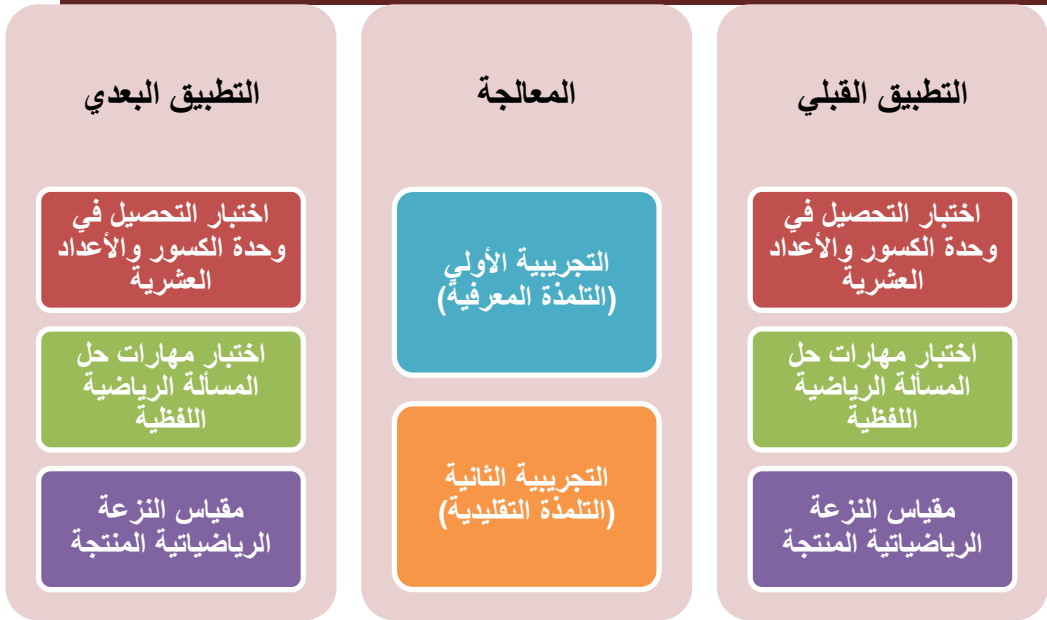 التطبيق القبلي
اختبار التحصيل في
وحدة الكسور والأعداد
العشرية
اختبار مهارات حل
المسألة الرياضية
اللفظية
مقياس النزعة
الرياضياتية المنتجة
المعالجة
التجريبية الأولي
(التلمذة المعرفية)
التجريبية الثانية
(التلمذة التقليدية)
التطبيق البعدي
اختبار التحصيل في
وحدة الكسور والأعداد
العشرية
اختبار مهارات حل
المسألة الرياضية
اللفظية
مقياس النزعة
الرياضياتية المنتجة